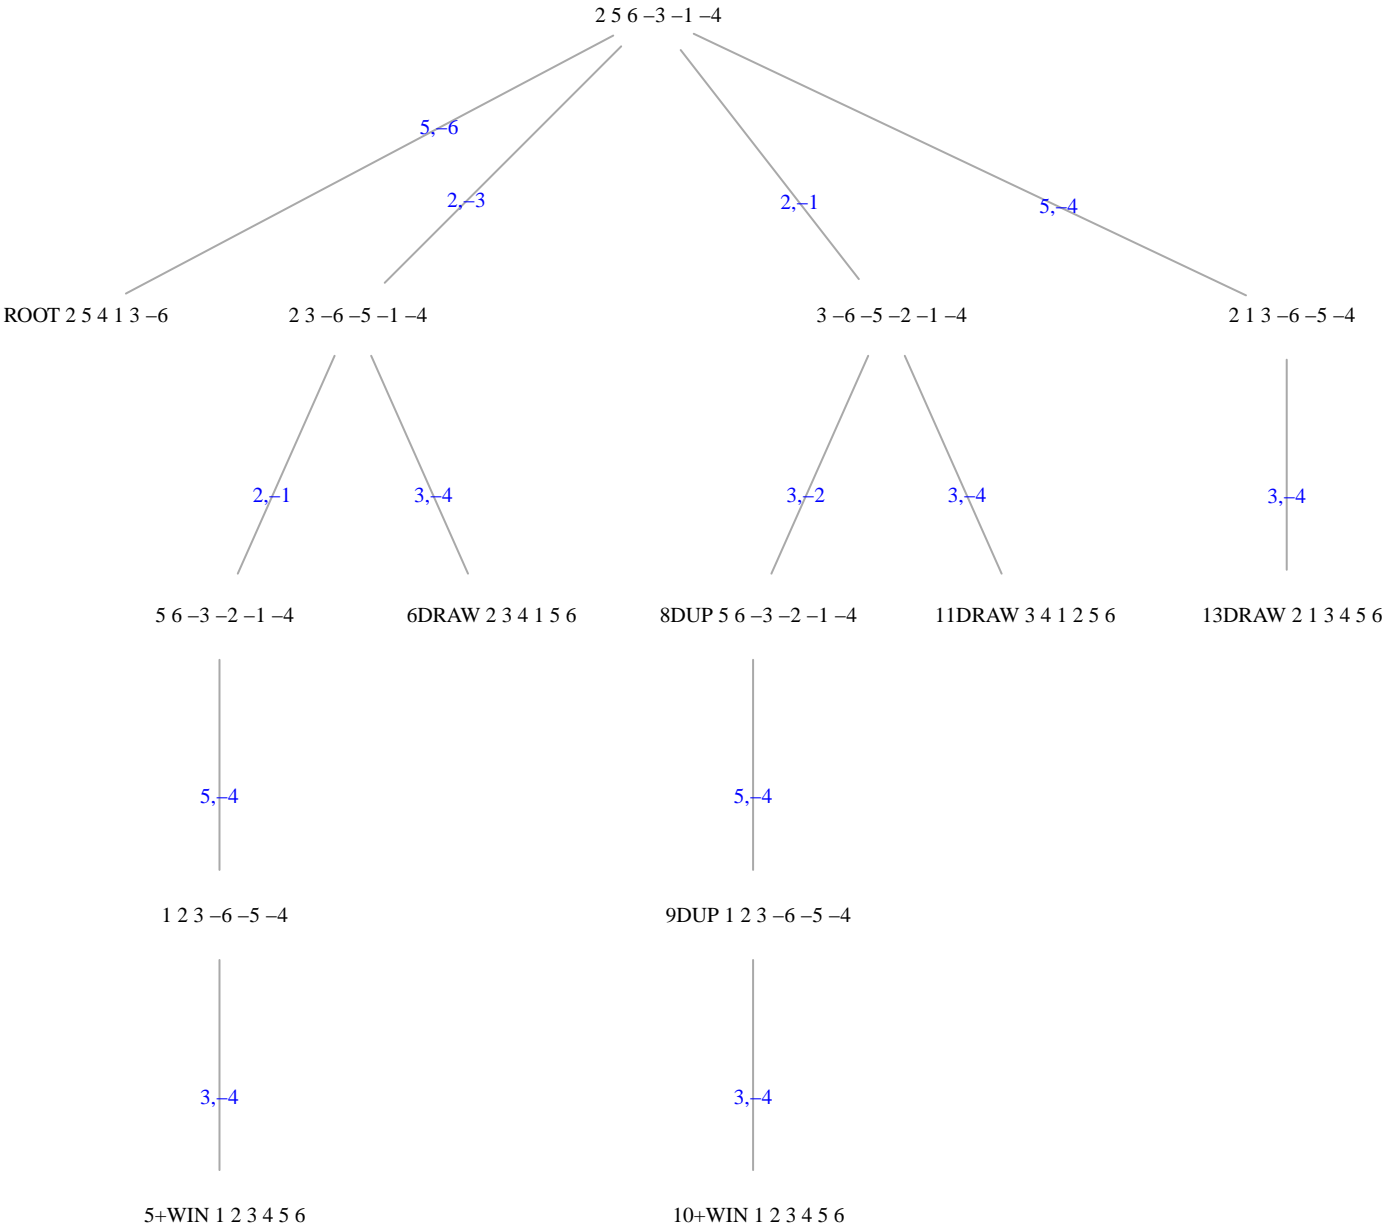 2 5 6 –3 –1 –4
5,–6
2,–3
2,–1
5,–4
ROOT 2 5 4 1 3 –6
2 3 –6 –5 –1 –4
3 –6 –5 –2 –1 –4
2 1 3 –6 –5 –4
2,–1
3,–4
3,–2
3,–4
3,–4
5 6 –3 –2 –1 –4
6DRAW 2 3 4 1 5 6
8DUP 5 6 –3 –2 –1 –4
11DRAW 3 4 1 2 5 6
13DRAW 2 1 3 4 5 6
5,–4
5,–4
1 2 3 –6 –5 –4
9DUP 1 2 3 –6 –5 –4
3,–4
3,–4
5+WIN 1 2 3 4 5 6
10+WIN 1 2 3 4 5 6